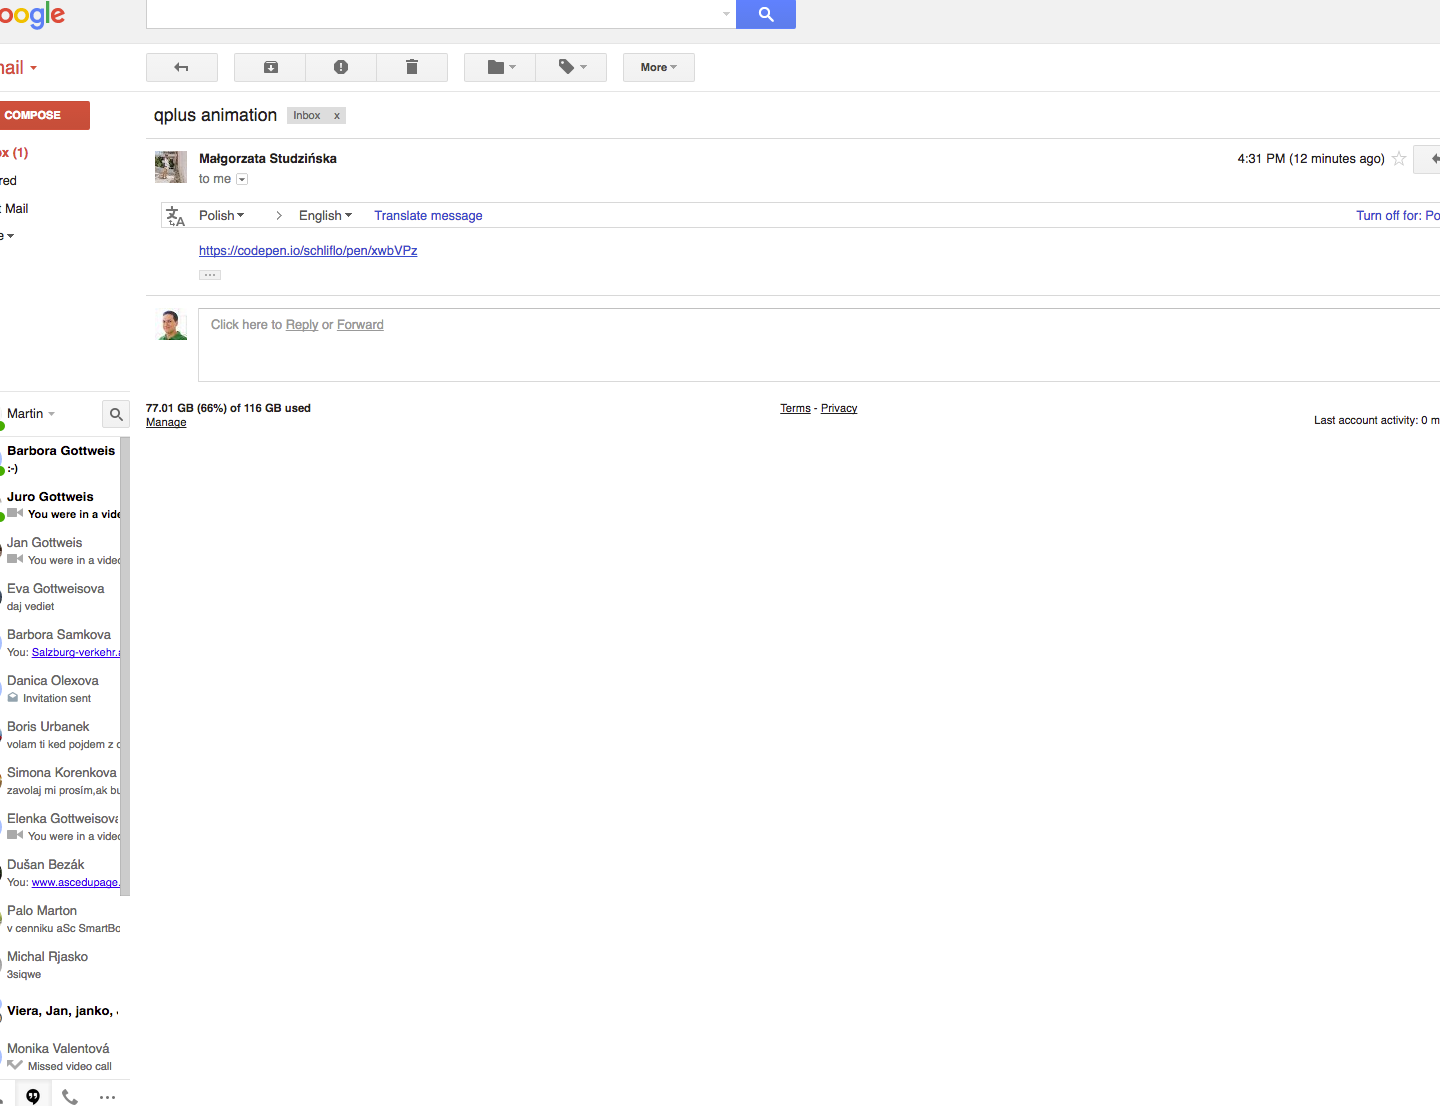 oogle
ail
More
COMPOSE
qplus animation Inbox x
ox (1)
Małgorzata Studzińska
4:31 PM (12 minutes ago)
to me
red
t Mail
Polish > English Translate message
Turn off for: Po
e
https://codepen.io/schliflo/pen/xwbVPz
...
Click here to Reply or Forward
77.01 GB (66%) of 116 GB used
Manage
Terms - Privacy
Last account activity: 0 m
Martin
Barbora Gottweis
:-)
Juro Gottweis
You were in a vide
Jan Gottweis
You were in a video
Eva Gottweisova
daj vediet
Barbora Samkova
You: Salzburg-verkehr.a
Danica Olexova
Invitation sent
Boris Urbanek
volam ti ked pojdem z
Simona Korenkova
zavolaj mi prosím,ak bu
Elenka Gottweisova
You were in a video
Dušan Bezák
You: www.ascedupage.
Palo Marton
v cenniku aSc SmartBo
Michal Rjasko
3siqwe
Viera, Jan, janko,
Monika Valentová
Missed video call